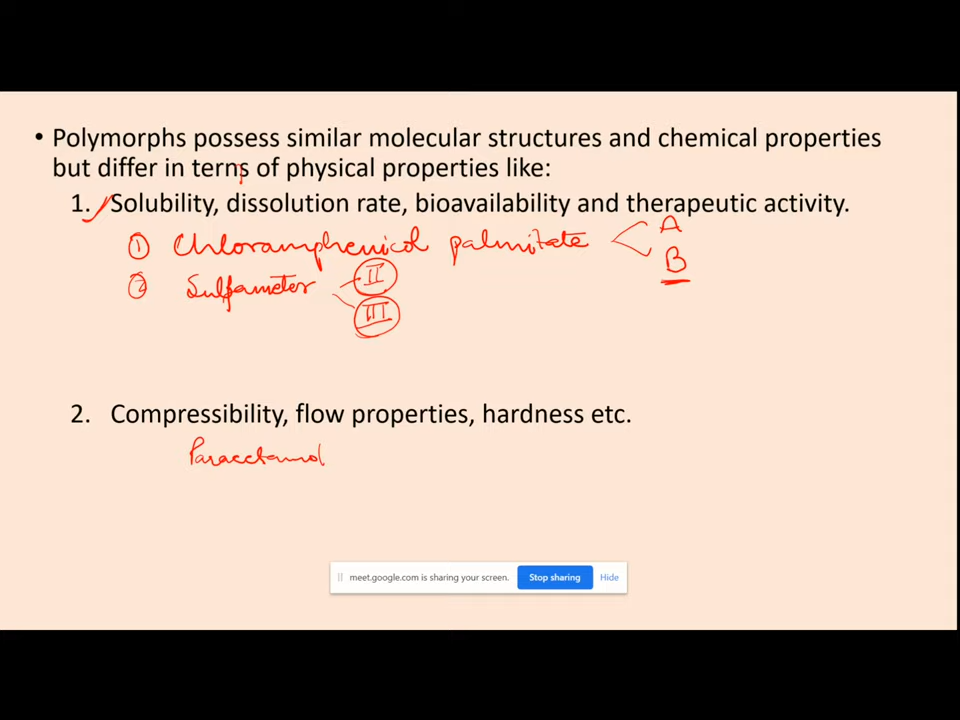 • Polymorphs possess similar molecular structures and chemical properties
but differ in terms of physical properties like:
1. Solubility, dissolution rate, bioavailability and therapeutic activity.
① Chloramphenicol palmitate A
B
② Sulfameter II
III
2. Compressibility, flow properties, hardness etc.
Paracetamol
meet.google.com is sharing your screen. Stop sharing Hide